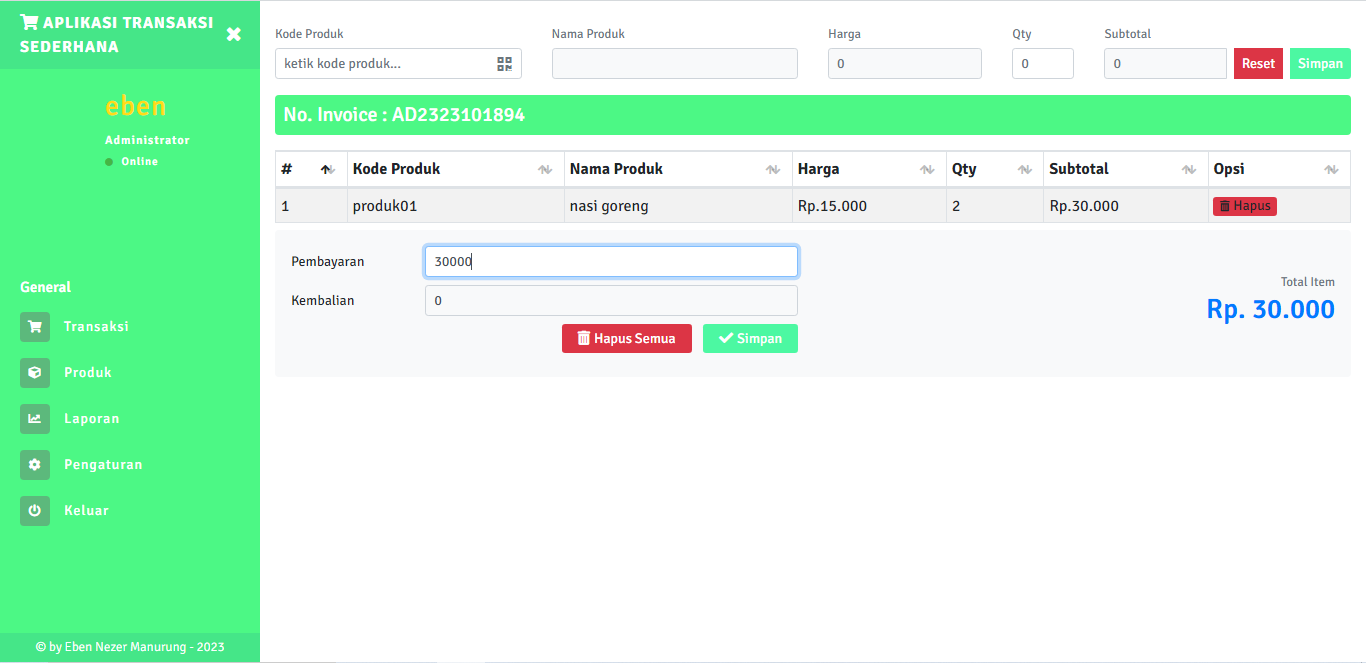 APLIKASI TRANSAKSI
SEDERHANA
eben
Administrator
Online
General
Transaksi
Produk
Laporan
Pengaturan
Keluar
© by Eben Nezer Manurung - 2023
Kode Produk Nama Produk Harga Qty Subtotal
ketik kode produk... 0 0 0 Reset Simpan
No. Invoice : AD2323101894
# Kode Produk Nama Produk Harga Qty Subtotal Opsi
1 produk01 nasi goreng Rp.15.000 2 Rp.30.000 Hapus
Pembayaran 30000
Kembalian 0
Hapus Semua Simpan
Total Item
Rp. 30.000